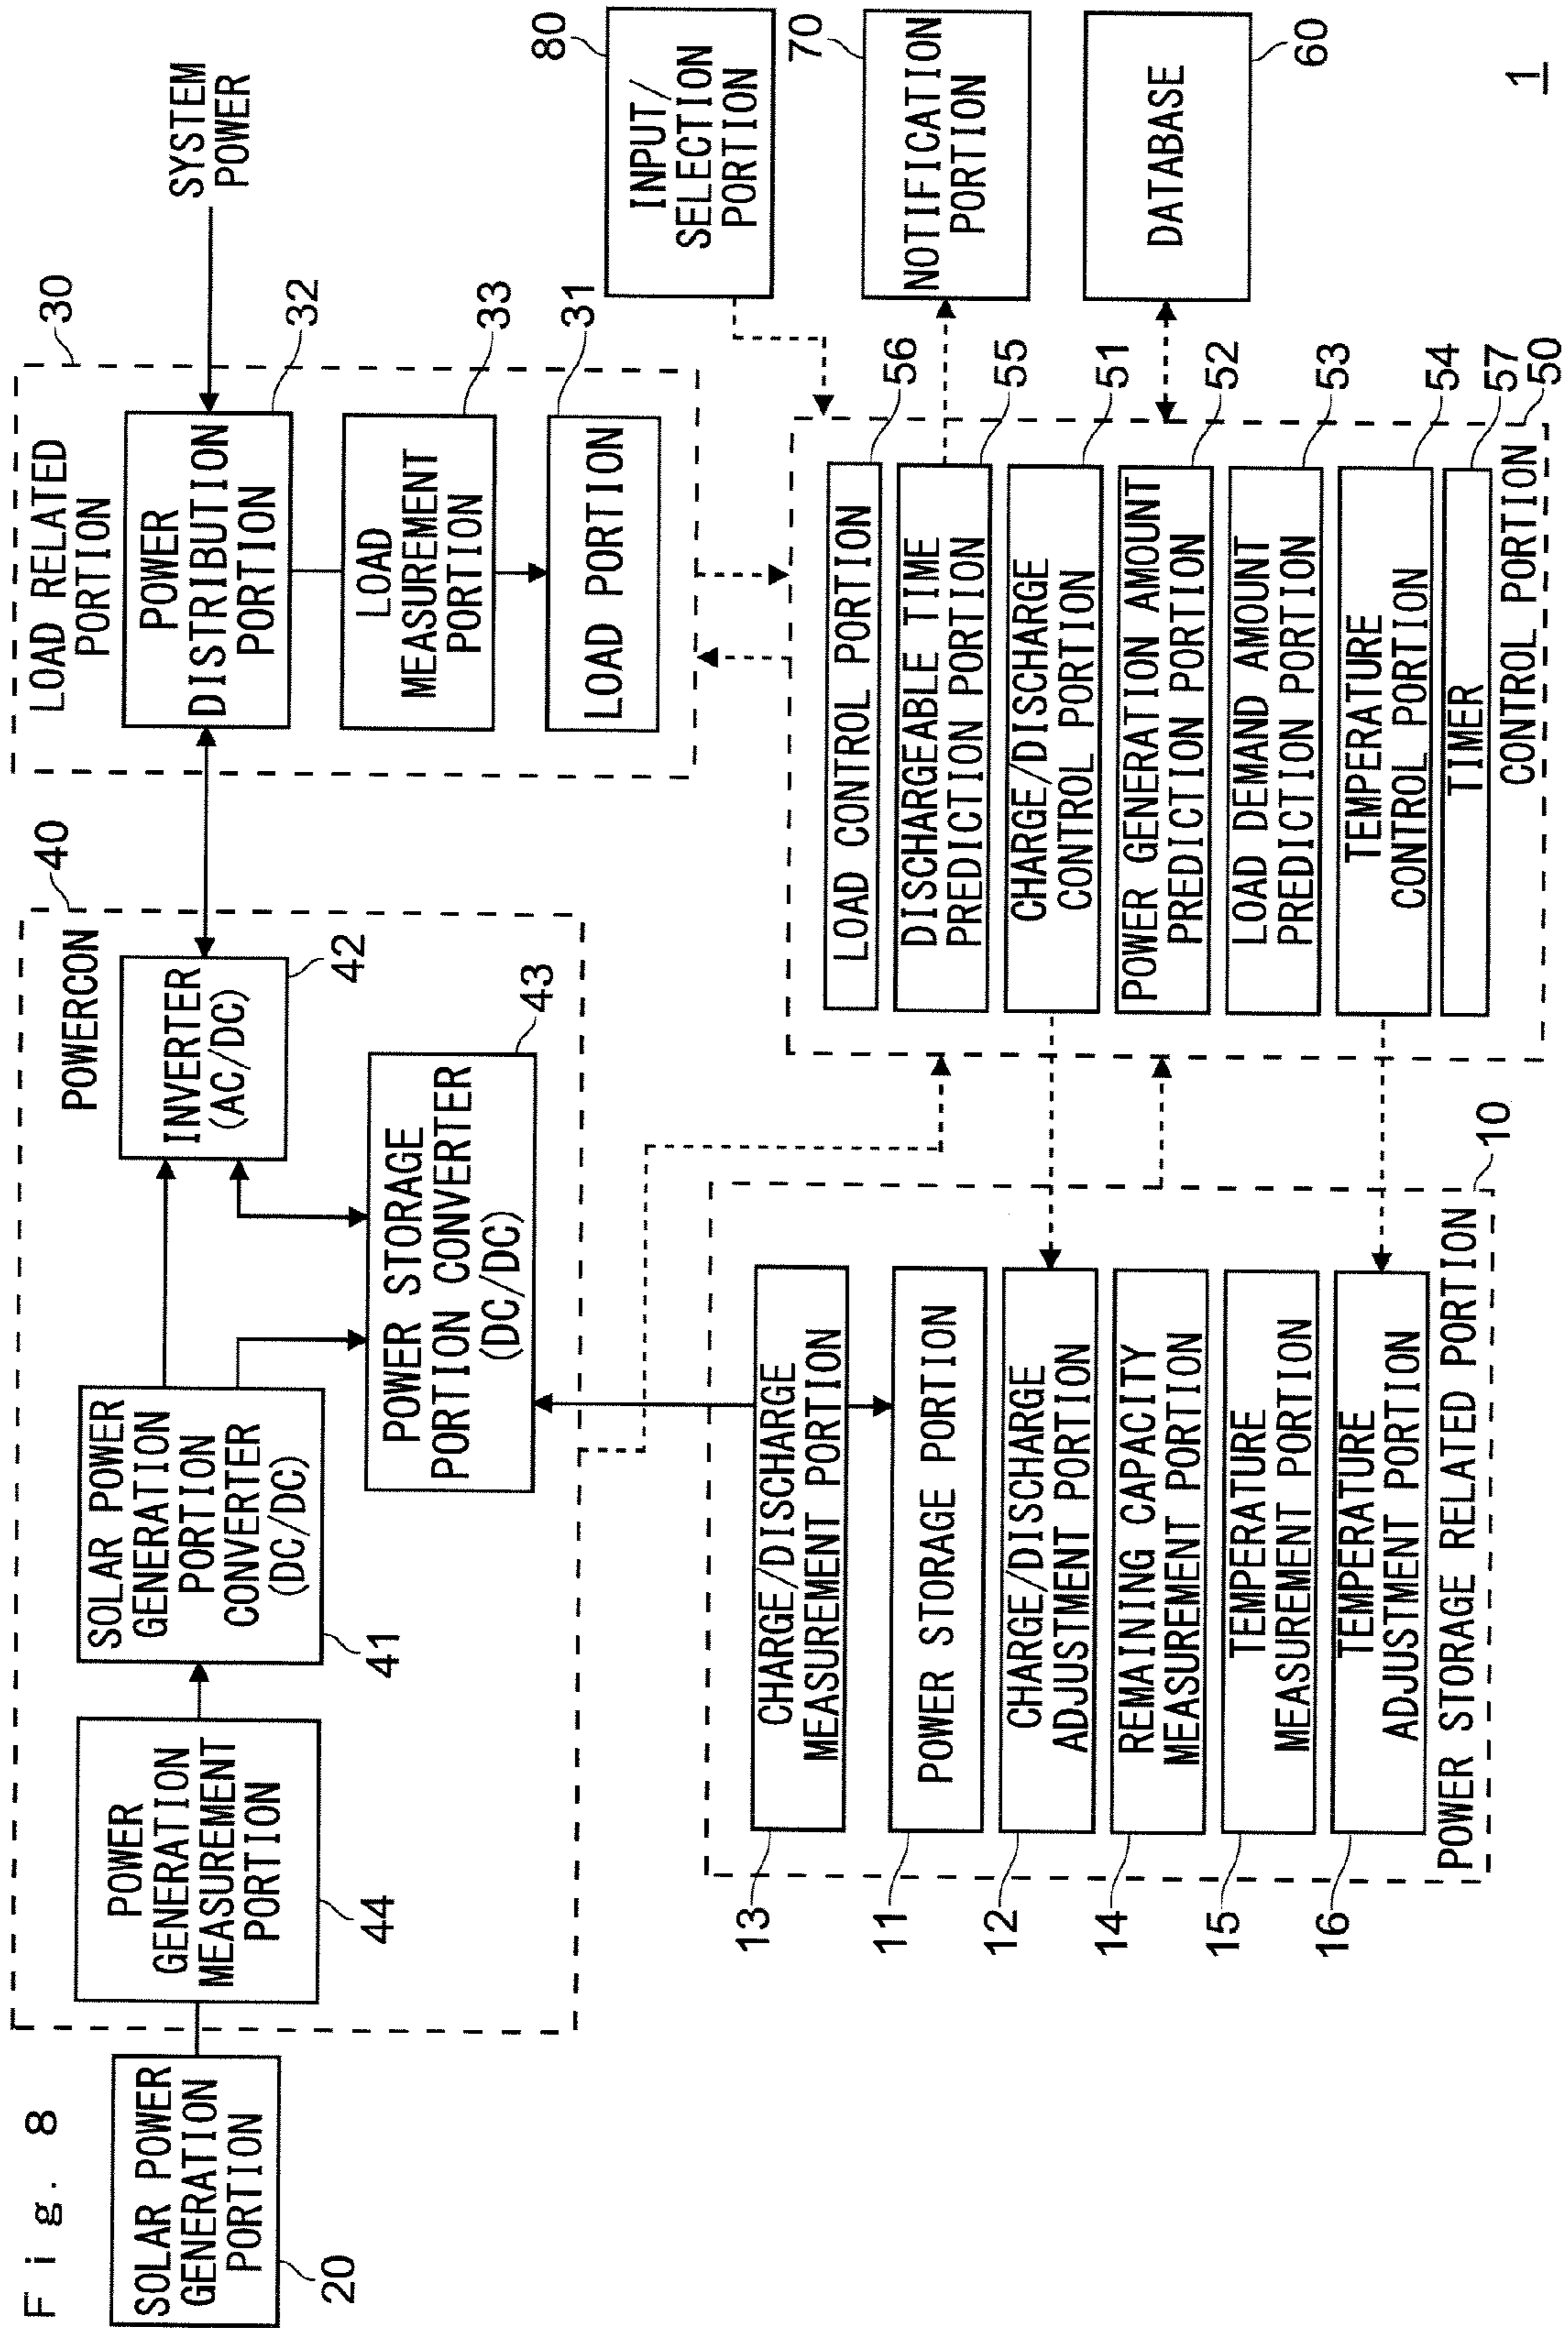 Fig. 8
SOLAR POWER
GENERATION
PORTION
20
POWERCON
40
POWER
GENERATION
MEASUREMENT
PORTION
44
SOLAR POWER
GENERATION
PORTION
CONVERTER
(DC/DC)
41
INVERTER
(AC/DC)
42
POWER STORAGE
PORTION CONVERTER
(DC/DC)
43
LOAD RELATED
PORTION
30
POWER
DISTRIBUTION
PORTION
32
LOAD
MEASUREMENT
PORTION
33
LOAD PORTION
31
SYSTEM
POWER
CHARGE/DISCHARGE
MEASUREMENT PORTION
13
POWER STORAGE PORTION
11
CHARGE/DISCHARGE
ADJUSTMENT PORTION
12
REMAINING CAPACITY
MEASUREMENT PORTION
14
TEMPERATURE
MEASUREMENT PORTION
15
TEMPERATURE
ADJUSTMENT PORTION
16
POWER STORAGE RELATED PORTION
10
LOAD CONTROL PORTION
56
DISCHARGEABLE TIME
PREDICTION PORTION
55
CHARGE/DISCHARGE
CONTROL PORTION
51
POWER GENERATION AMOUNT
PREDICTION PORTION
52
LOAD DEMAND AMOUNT
PREDICTION PORTION
53
TEMPERATURE
CONTROL PORTION
54
TIMER
57
CONTROL PORTION
50
INPUT/
SELECTION
PORTION
80
NOTIFICATION
PORTION
70
DATABASE
60
1